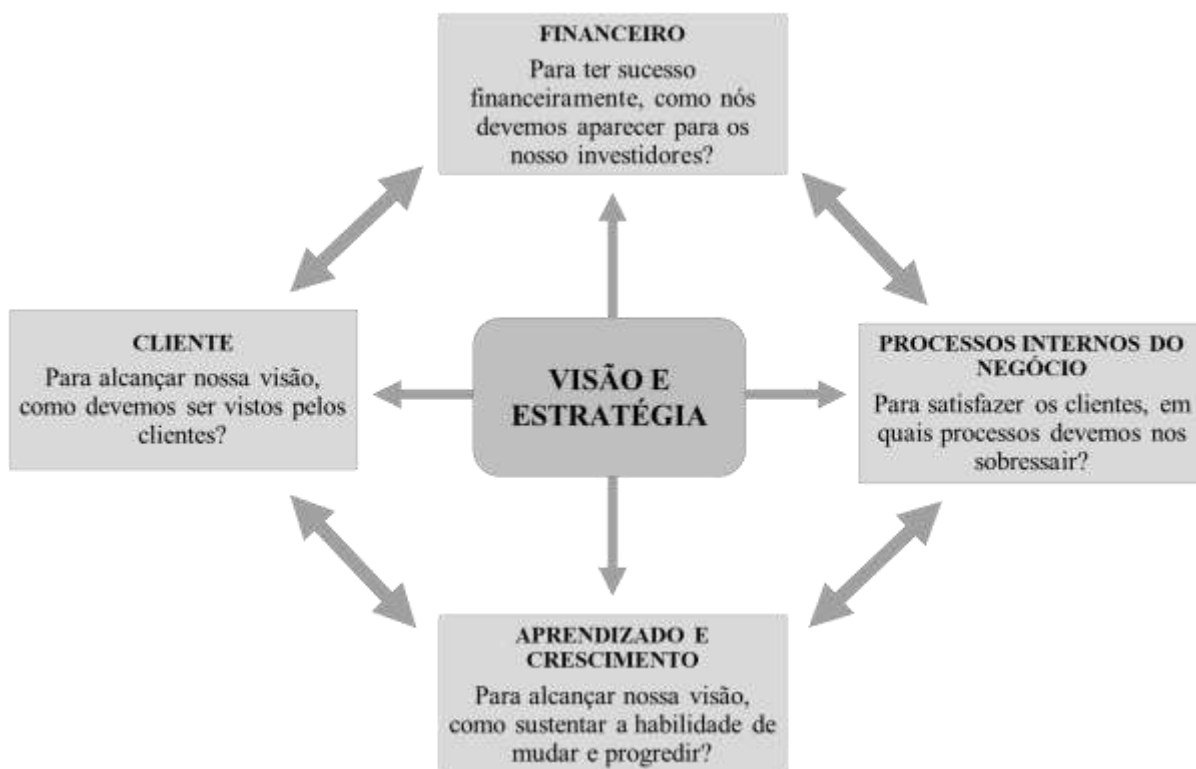 FINANCEIRO
Para ter sucesso
financeiramente, como nós
devemos aparecer para os
nosso investidores?
CLIENTE
Para alcançar nossa visão,
como devemos ser vistos pelos
clientes?
VISÃO E
ESTRATÉGIA
PROCESSOS INTERNOS DO
NEGÓCIO
Para satisfazer os clientes, em
quais processos devemos nos
sobressair?
APRENDIZADO E
CRESCIMENTO
Para alcançar nossa visão,
como sustentar a habilidade de
mudar e progredir?